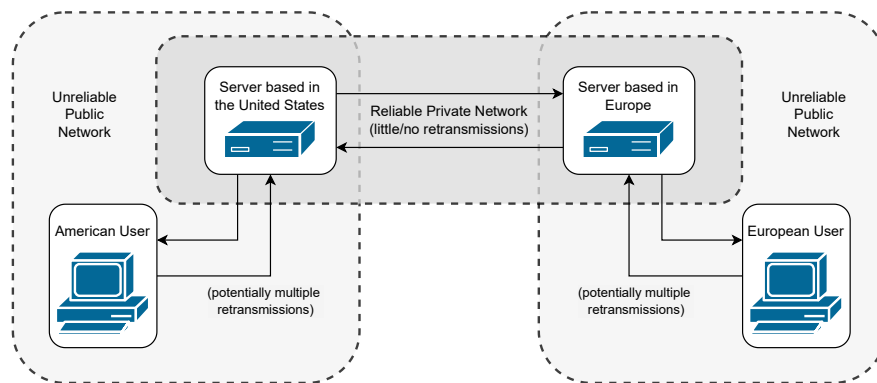 Unreliable
Public
Network
Server based in
the United States
Reliable Private Network
(little/no retransmissions)
Server based in
Europe
Unreliable
Public
Network
American User
(potentially multiple
retransmissions)
(potentially multiple
retransmissions)
European User